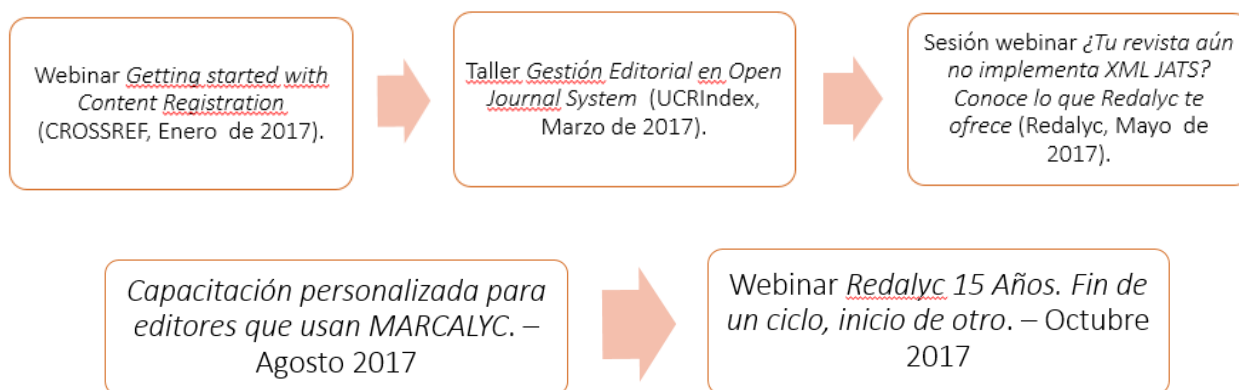 Webinar Getting started with
Content Registration
(CROSSREF, Enero  de 2017).
Taller Gestión Editorial en Open
Journal System  (UCRIndex,
Marzo de 2017).
Sesión webinar ¿Tu revista aún
no implementa XML JATS?
Conoce lo que Redalyc te
ofrece (Redalyc, Mayo  de
2017).
Capacitación personalizada para
editores que usan MARCALYC. –
Agosto 2017
Webinar Redalyc 15 Años. Fin de
un ciclo, inicio de otro. – Octubre
2017